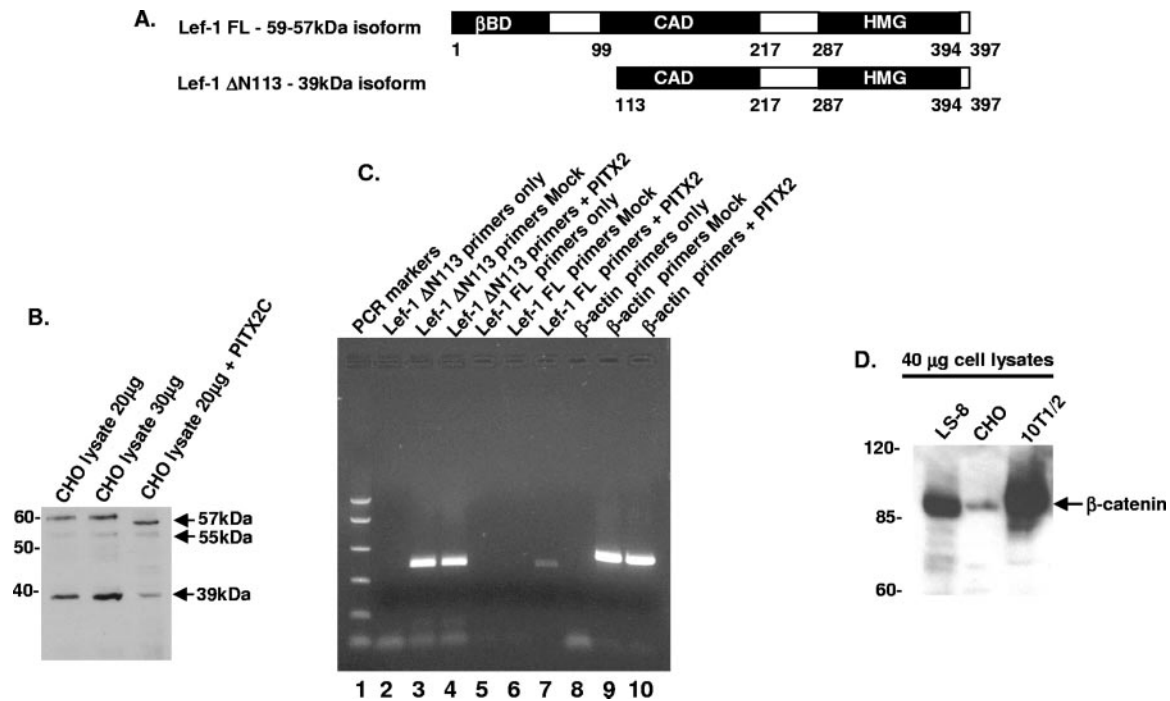 A.
Lef-1 FL - 59-57kDa isoform
βBD CAD HMG
1 99 217 287 394 397
Lef-1 ΔN113 - 39kDa isoform
CAD HMG
113 217 287 394 397
B.
CHO lysate 20μg
CHO lysate 30μg
CHO lysate 20μg + PITX2C
60-
50-
40-
57kDa
55kDa
39kDa
C.
PCR markers
Lef-1 ΔN113 primers only
Lef-1 ΔN113 primers Mock
Lef-1 ΔN113 primers + PITX2
Lef-1 FL primers only
Lef-1 FL primers Mock
Lef-1 FL primers + PITX2
β-actin primers only
β-actin primers Mock
β-actin primers + PITX2
1 2 3 4 5 6 7 8 9 10
D.
40 μg cell lysates
LS-8
CHO
10T1/2
120-
85-
60-
β-catenin